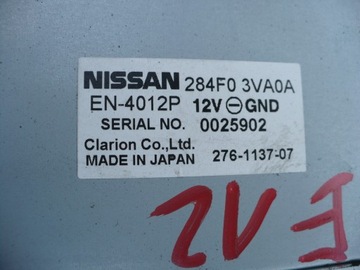 NISSAN 284F0 3VA0A
EN-4012P 12V ⊖ GND
SERIAL NO. 0025902
Clarion Co.,Ltd.
MADE IN JAPAN 276-1137-07